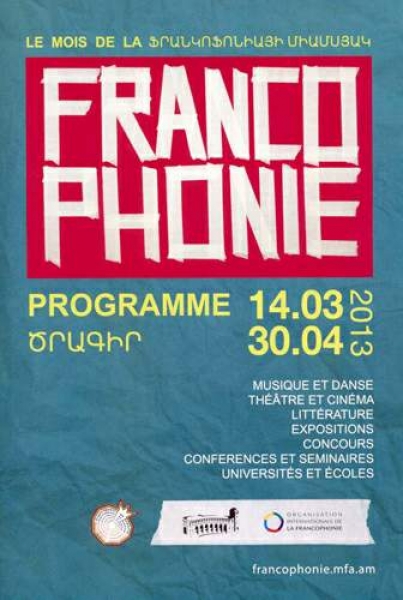 LE MOIS DE LA ՖՐԱՆԿՈՖՈՆԻԱՅԻ ՄԻԱՄՍՅԱԿ
FRANCO
PHONIE
PROGRAMME 14.03
ԾՐԱԳԻՐ 30.04
2013
MUSIQUE ET DANSE
THÉÂTRE ET CINÉMA
LITTÉRATURE
EXPOSITIONS
CONCOURS
CONFERENCES ET SEMINAIRES
UNIVERSITÉS ET ÉCOLES
ORGANISATION
INTERNATIONALE DE
LA FRANCOPHONIE
francophonie.mfa.am